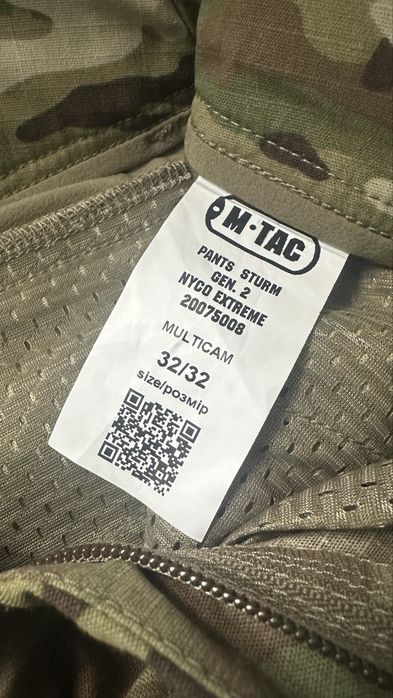 M·TAC
PANTS STURM
GEN. 2
NYCO EXTREME
20075008
MULTICAM
32/32
size/розмір